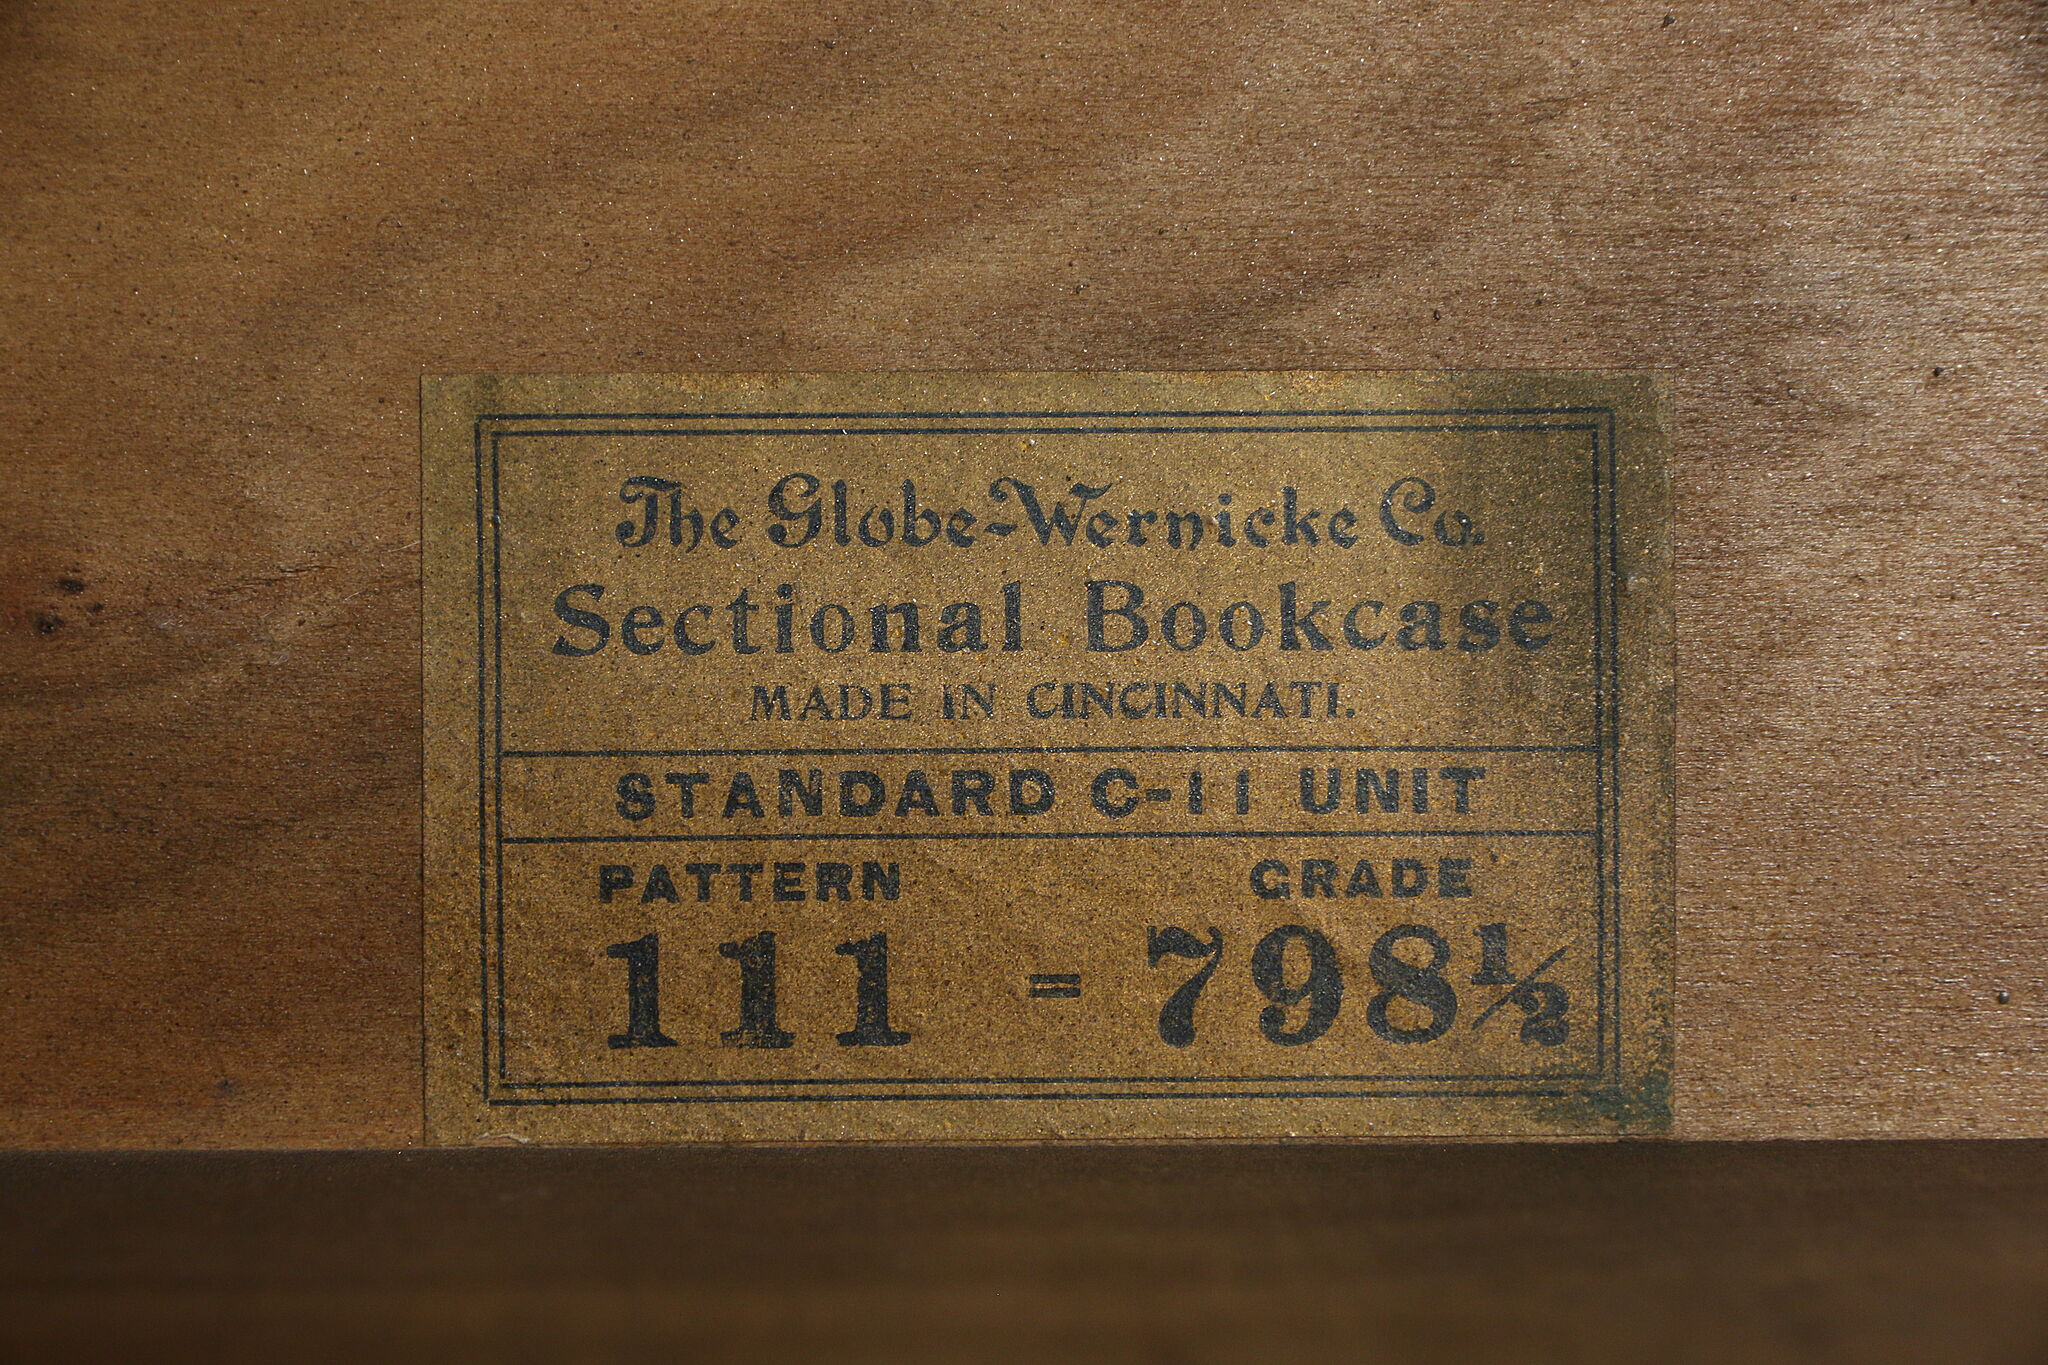 The Globe-Wernicke Co.
Sectional Bookcase
MADE IN CINCINNATI.
STANDARD C-11 UNIT
PATTERN GRADE
111 = 798½